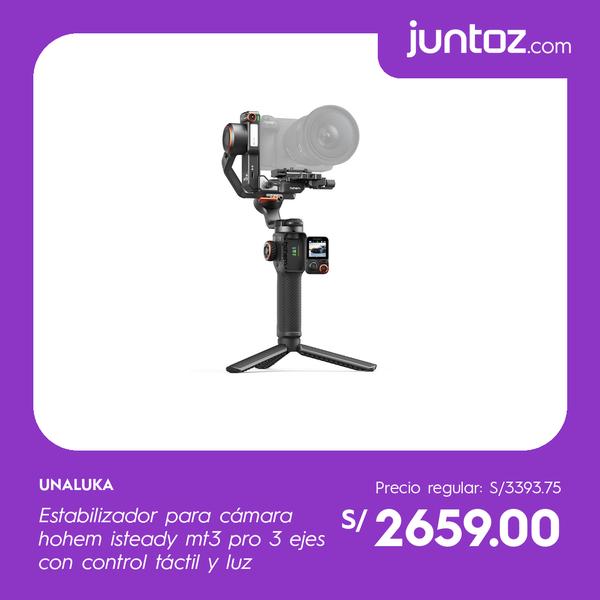 juntoz.com
UNALUKA
Estabilizador para cámara
hohem isteady mt3 pro 3 ejes
con control táctil y luz
Precio regular: S/3393.75
S/ 2659.00